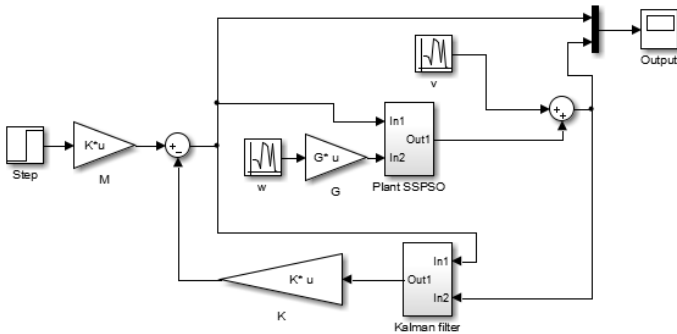 Output
v
In1
In2
Out1
Plant SSPSO
Step
K*u
M
+
−
w
G* u
G
+
+
K* u
K
In1
In2
Out1
Kalman filter